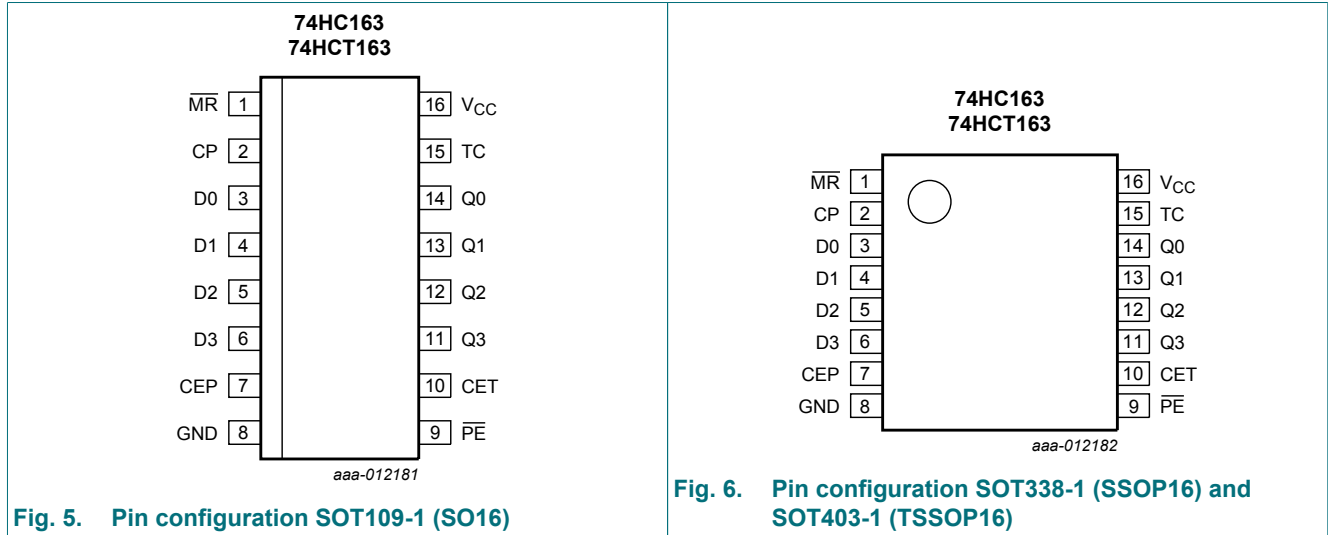 74HC163
74HCT163
MR 1
CP 2
D0 3
D1 4
D2 5
D3 6
CEP 7
GND 8
16 VCC
15 TC
14 Q0
13 Q1
12 Q2
11 Q3
10 CET
9 PE
aaa-012181
Fig. 5. Pin configuration SOT109-1 (SO16)
74HC163
74HCT163
MR 1
CP 2
D0 3
D1 4
D2 5
D3 6
CEP 7
GND 8
16 VCC
15 TC
14 Q0
13 Q1
12 Q2
11 Q3
10 CET
9 PE
aaa-012182
Fig. 6. Pin configuration SOT338-1 (SSOP16) and
SOT403-1 (TSSOP16)